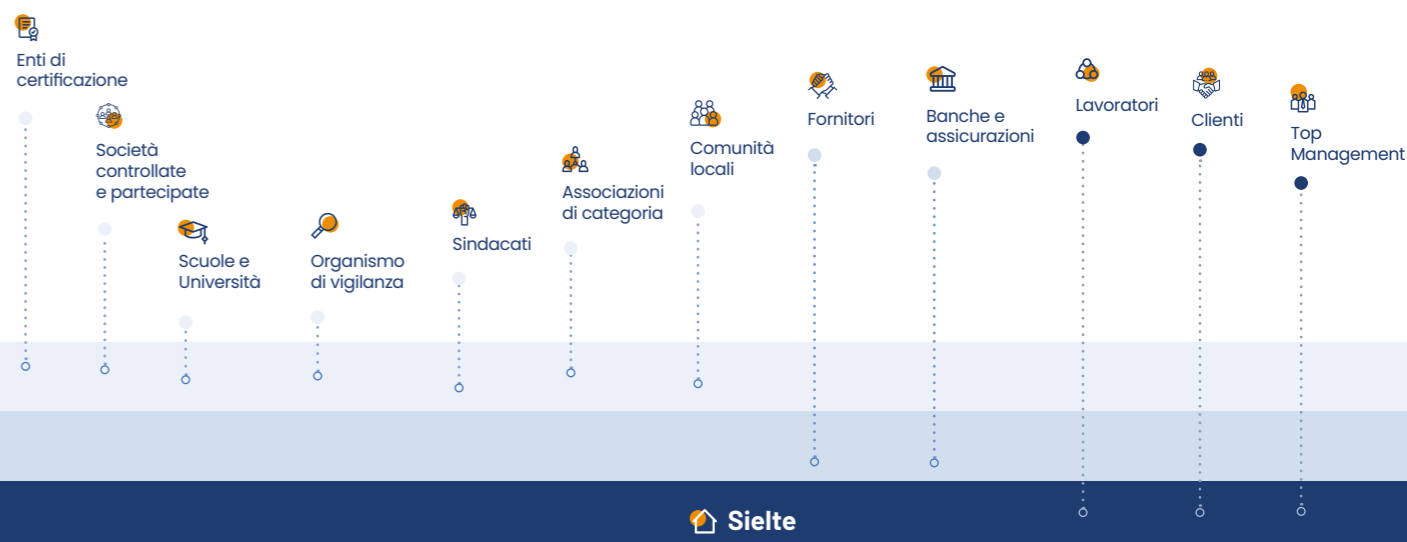 Enti di
certificazione
Società
controllate
e partecipate
Scuole e
Università
Organismo
di vigilanza
Sindacati
Associazioni
di categoria
Comunità
locali
Fornitori
Banche e
assicurazioni
Lavoratori
Clienti
Top
Management
Sielte